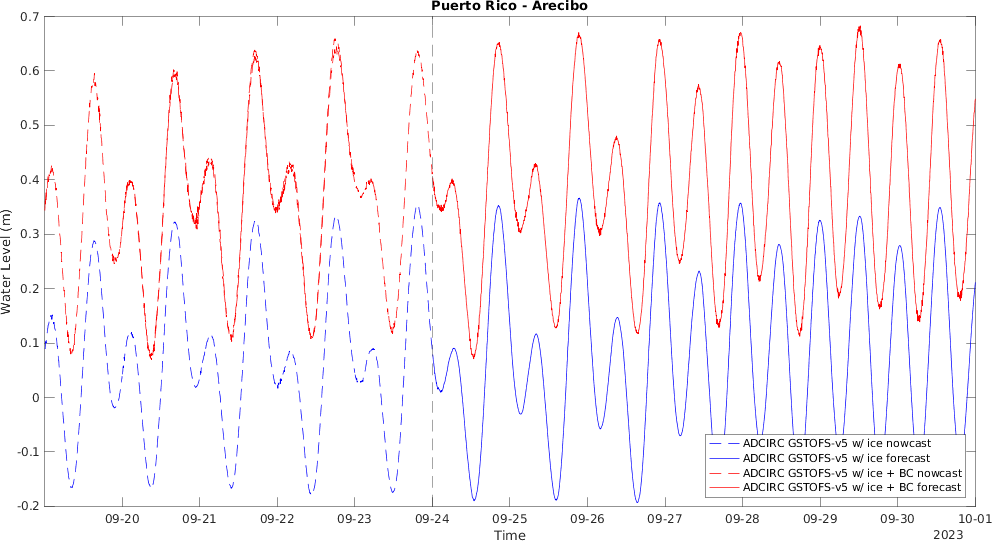 Puerto Rico - Arecibo
Water Level (m)
0.7
0.6
0.5
0.4
0.3
0.2
0.1
0
-0.1
-0.2
ADCIRC GSTOFS-v5 w/ ice nowcast
ADCIRC GSTOFS-v5 w/ ice forecast
ADCIRC GSTOFS-v5 w/ ice + BC nowcast
ADCIRC GSTOFS-v5 w/ ice + BC forecast
09-20 09-21 09-22 09-23 09-24 09-25 09-26 09-27 09-28 09-29 09-30 10-01
Time
2023